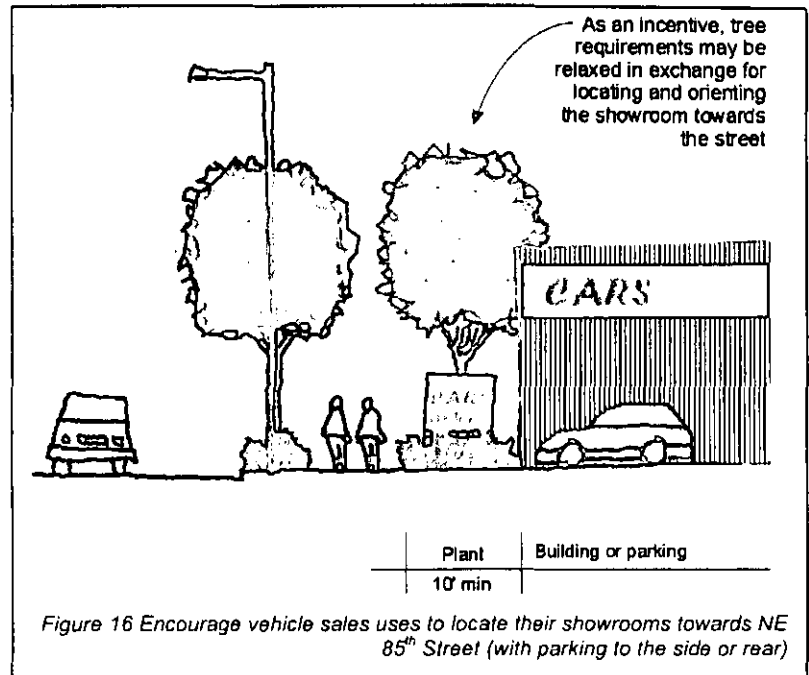 As an incentive, tree
requirements may be
relaxed in exchange for
locating and orienting
the showroom towards
the street
CARS
CARS
Plant
Building or parking
10' min
Figure 16 Encourage vehicle sales uses to locate their showrooms towards NE
85th Street (with parking to the side or rear)